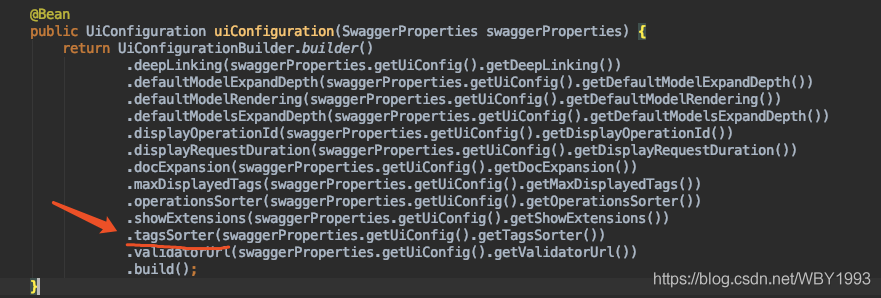 @Bean
public UiConfiguration uiConfiguration(SwaggerProperties swaggerProperties) {
return UiConfigurationBuilder.builder()
.deepLinking(swaggerProperties.getUiConfig().getDeepLinking())
.defaultModelExpandDepth(swaggerProperties.getUiConfig().getDefaultModelExpandDepth())
.defaultModelRendering(swaggerProperties.getUiConfig().getDefaultModelRendering())
.defaultModelsExpandDepth(swaggerProperties.getUiConfig().getDefaultModelsExpandDepth())
.displayOperationId(swaggerProperties.getUiConfig().getDisplayOperationId())
.displayRequestDuration(swaggerProperties.getUiConfig().getDisplayRequestDuration())
.docExpansion(swaggerProperties.getUiConfig().getDocExpansion())
.maxDisplayedTags(swaggerProperties.getUiConfig().getMaxDisplayedTags())
.operationsSorter(swaggerProperties.getUiConfig().getOperationsSorter())
.showExtensions(swaggerProperties.getUiConfig().getShowExtensions())
.tagsSorter(swaggerProperties.getUiConfig().getTagsSorter())
.validatorUrl(swaggerProperties.getUiConfig().getValidatorUrl())
.build();
}
https://blog.csdn.net/WBY1993